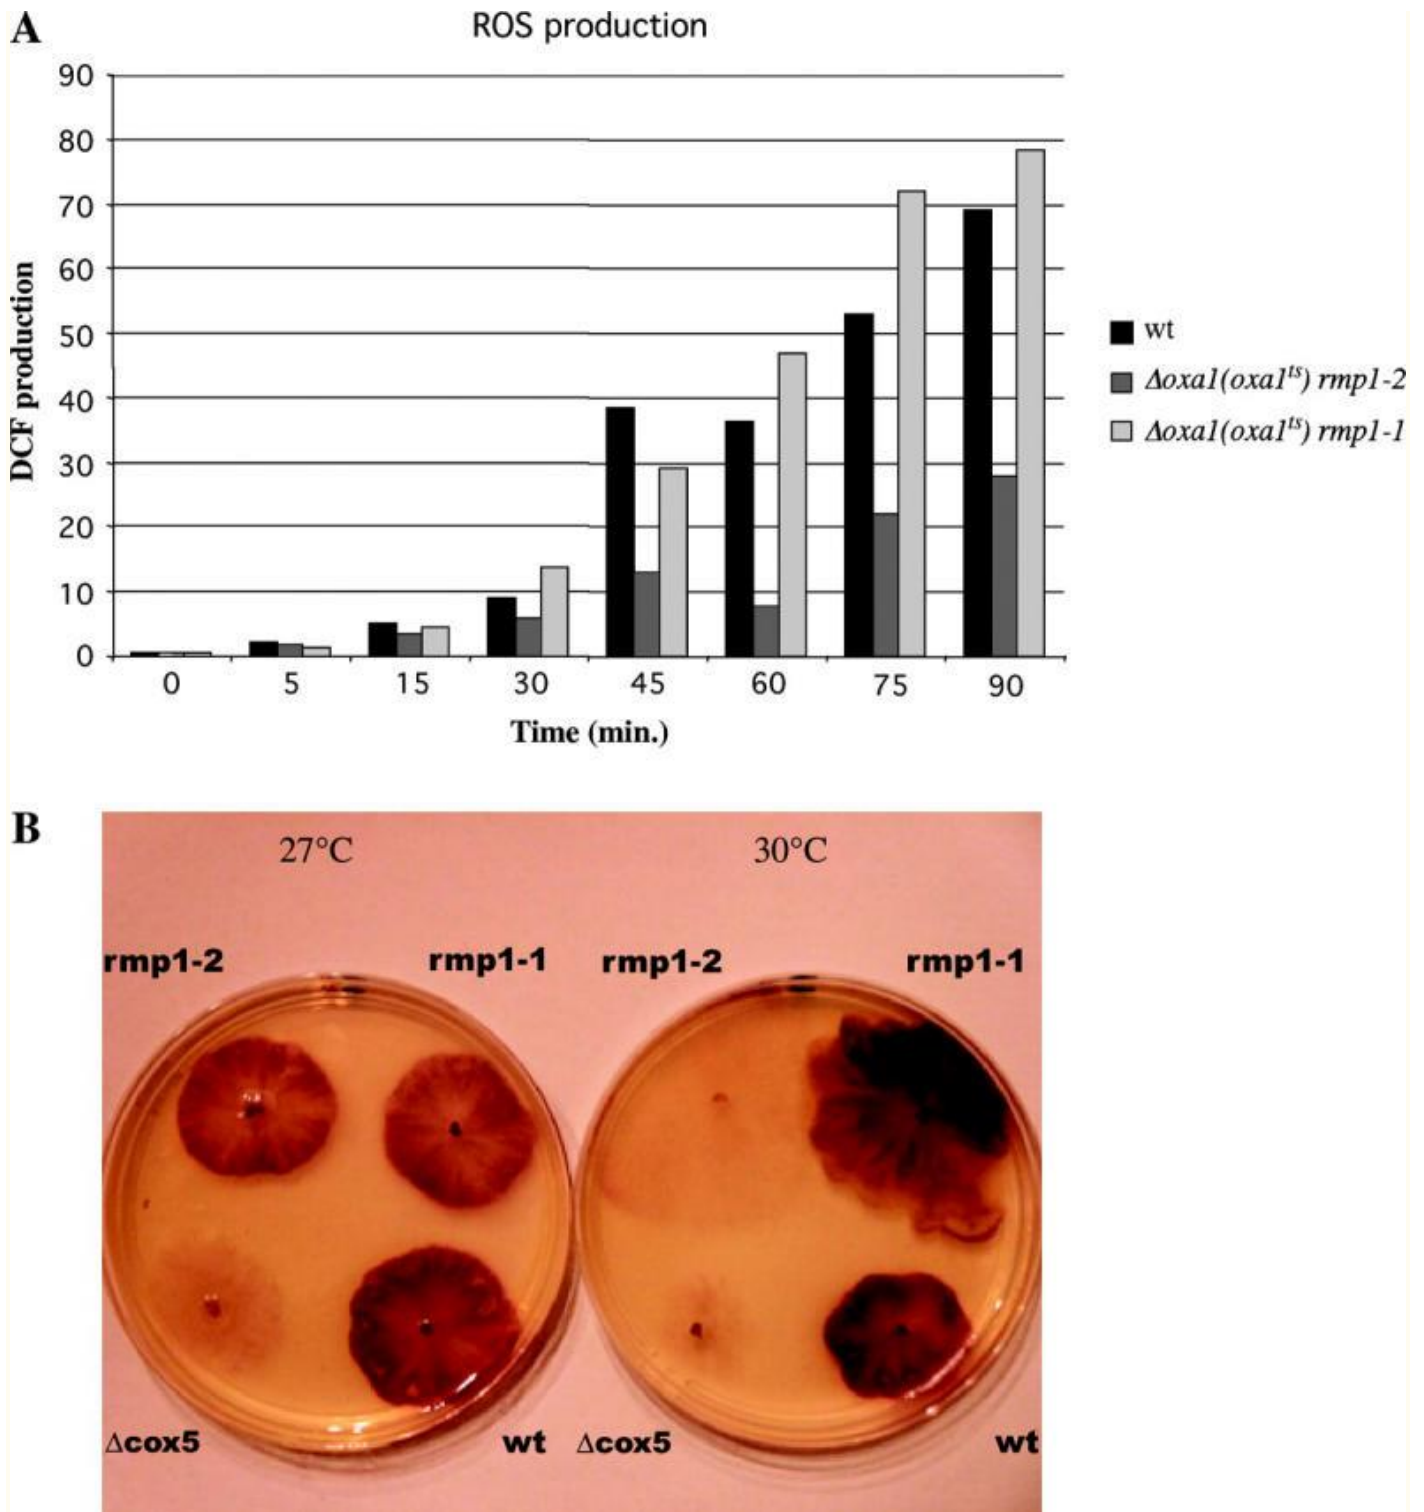 A
ROS production
90
80
70
60
50
40
30
20
10
0
DCF production
0 5 15 30 45 60 75 90
Time (min.)
wt
Δoxa1(oxa1ts) rmp1-2
Δoxa1(oxa1ts) rmp1-1
B
27°C 30°C
rmp1-2 rmp1-1 rmp1-2 rmp1-1
Δcox5 wt Δcox5 wt